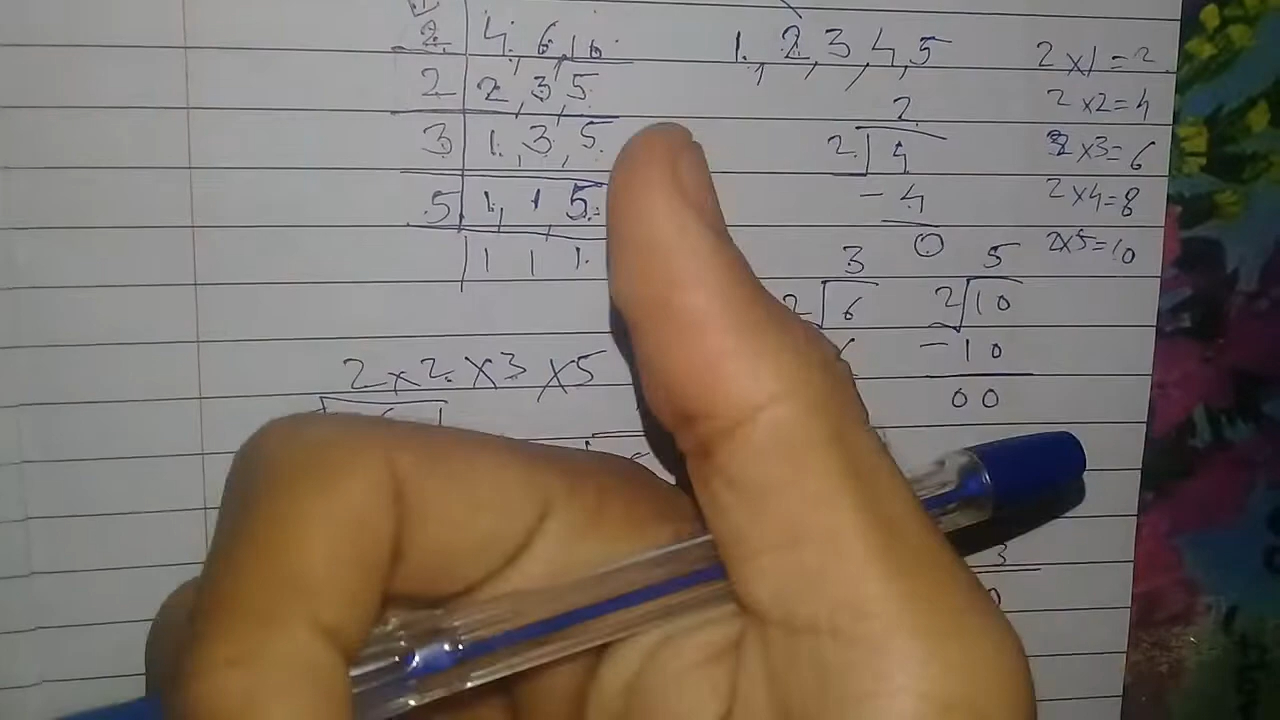 2 | 4, 6, 10
2 | 2, 3, 5
3 | 1, 3, 5
5 | 1, 1, 5
| 1 1 1
2 x 2 x 3 x 5
1, 2, 3, 4, 5
2
2 4
- 4
0
3
2 6
5
2 10
- 10
00
2 x 1 = 2
2 x 2 = 4
2 x 3 = 6
2 x 4 = 8
2 x 5 = 10
3